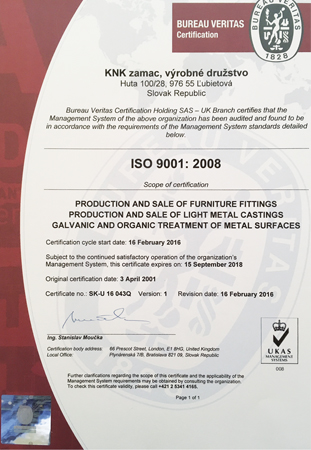 BUREAU VERITAS
Certification
BUREAU VERITAS
1828
KNK zamac, výrobné družstvo
Huta 100/28, 976 55 Ľubietová
Slovak Republic
Bureau Veritas Certification Holding SAS – UK Branch certifies that the
Management System of the above organization has been audited and found to be
in accordance with the requirements of the Management System standards detailed
below.
ISO 9001: 2008
Scope of certification
PRODUCTION AND SALE OF FURNITURE FITTINGS
PRODUCTION AND SALE OF LIGHT METAL CASTINGS
GALVANIC AND ORGANIC TREATMENT OF METAL SURFACES
Certification cycle start date: 16 February 2016
Subject to the continued satisfactory operation of the organization's
Management System, this certificate expires on: 15 September 2018
Original certification date: 3 April 2001
Certificate no.: SK-U 16 043Q Version: 1 Revision date: 16 February 2016
Ing. Stanislav Moučka
Certification body address: 66 Prescot Street, London, E1 8HG, United Kingdom
Local Office: Plynárenská 7/B, Bratislava 821 09, Slovak Republic
UKAS
MANAGEMENT
SYSTEMS
008
Further clarifications regarding the scope of this certificate and the applicability of the
Management System requirements may be obtained by consulting the organization.
To check this certificate validity, please call +421 2 5341 4165.
Page 1 of 1